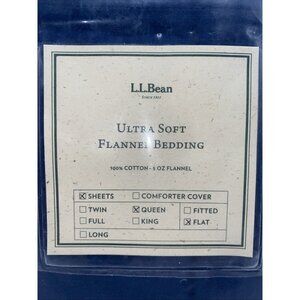 L.L.Bean
SINCE 1912
ULTRA SOFT
FLANNEL BEDDING
100% COTTON - 5 OZ FLANNEL
☒ SHEETS ☐ COMFORTER COVER
☐ TWIN ☒ QUEEN ☐ FITTED
☐ FULL ☐ KING ☒ FLAT
☐ LONG